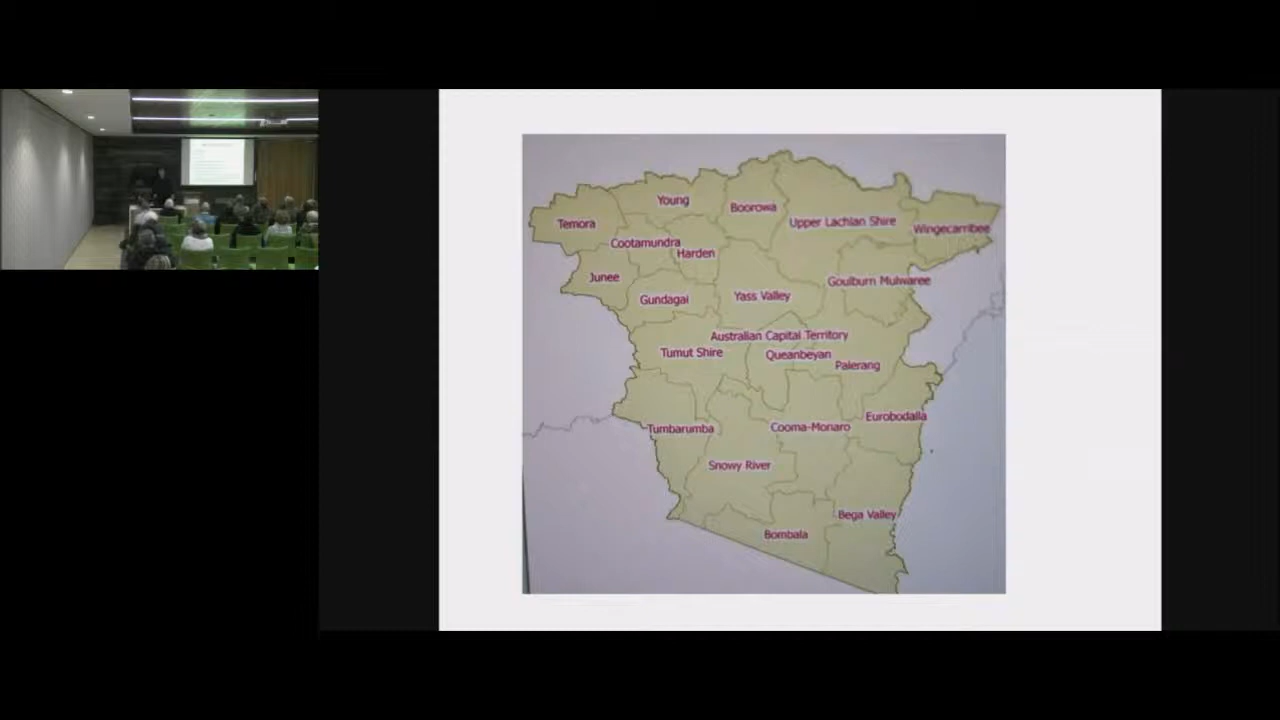 Young
Boorowa
Temora
Upper Lachlan Shire
Wingecarribee
Cootamundra
Harden
Junee
Goulburn Mulwaree
Gundagai
Yass Valley
Australian Capital Territory
Tumut Shire
Queanbeyan
Palerang
Eurobodalla
Tumbarumba
Cooma-Monaro
Snowy River
Bega Valley
Bombala